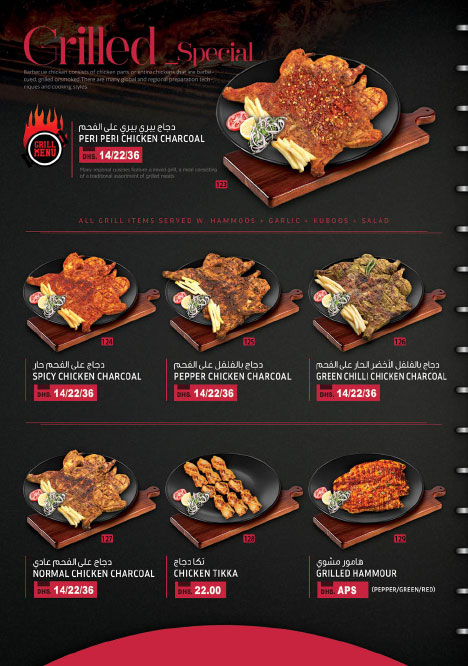 Grilled Special
Barbecue chicken consists of chicken parts or entire chickens that are barbe-
cued, grilled or smoked. There are many global and regional preparation tech-
niques and cooking styles.
GRILL
MENU
دجاج بيري بيري على الفحم
PERI PERI CHICKEN CHARCOAL
DHS. 14/22/36
Many regional cuisines feature a mixed grill, a meal consisting
of a traditional assortment of grilled meats.
123
ALL GRILL ITEMS SERVED W. HAMMOOS + GARLIC + KUBOOS + SALAD
124
125
126
دجاج على الفحم حار
SPICY CHICKEN CHARCOAL
DHS. 14/22/36
دجاج بالفلفل على الفحم
PEPPER CHICKEN CHARCOAL
DHS. 14/22/36
دجاج بالفلفل الأخضر الحار على الفحم
GREEN CHILLI CHICKEN CHARCOAL
DHS. 14/22/36
127
128
129
دجاج على الفحم عادي
NORMAL CHICKEN CHARCOAL
DHS. 14/22/36
تكا دجاج
CHICKEN TIKKA
DHS. 22.00
هامور مشوي
GRILLED HAMMOUR
DHS. APS (PEPPER/GREEN/RED)